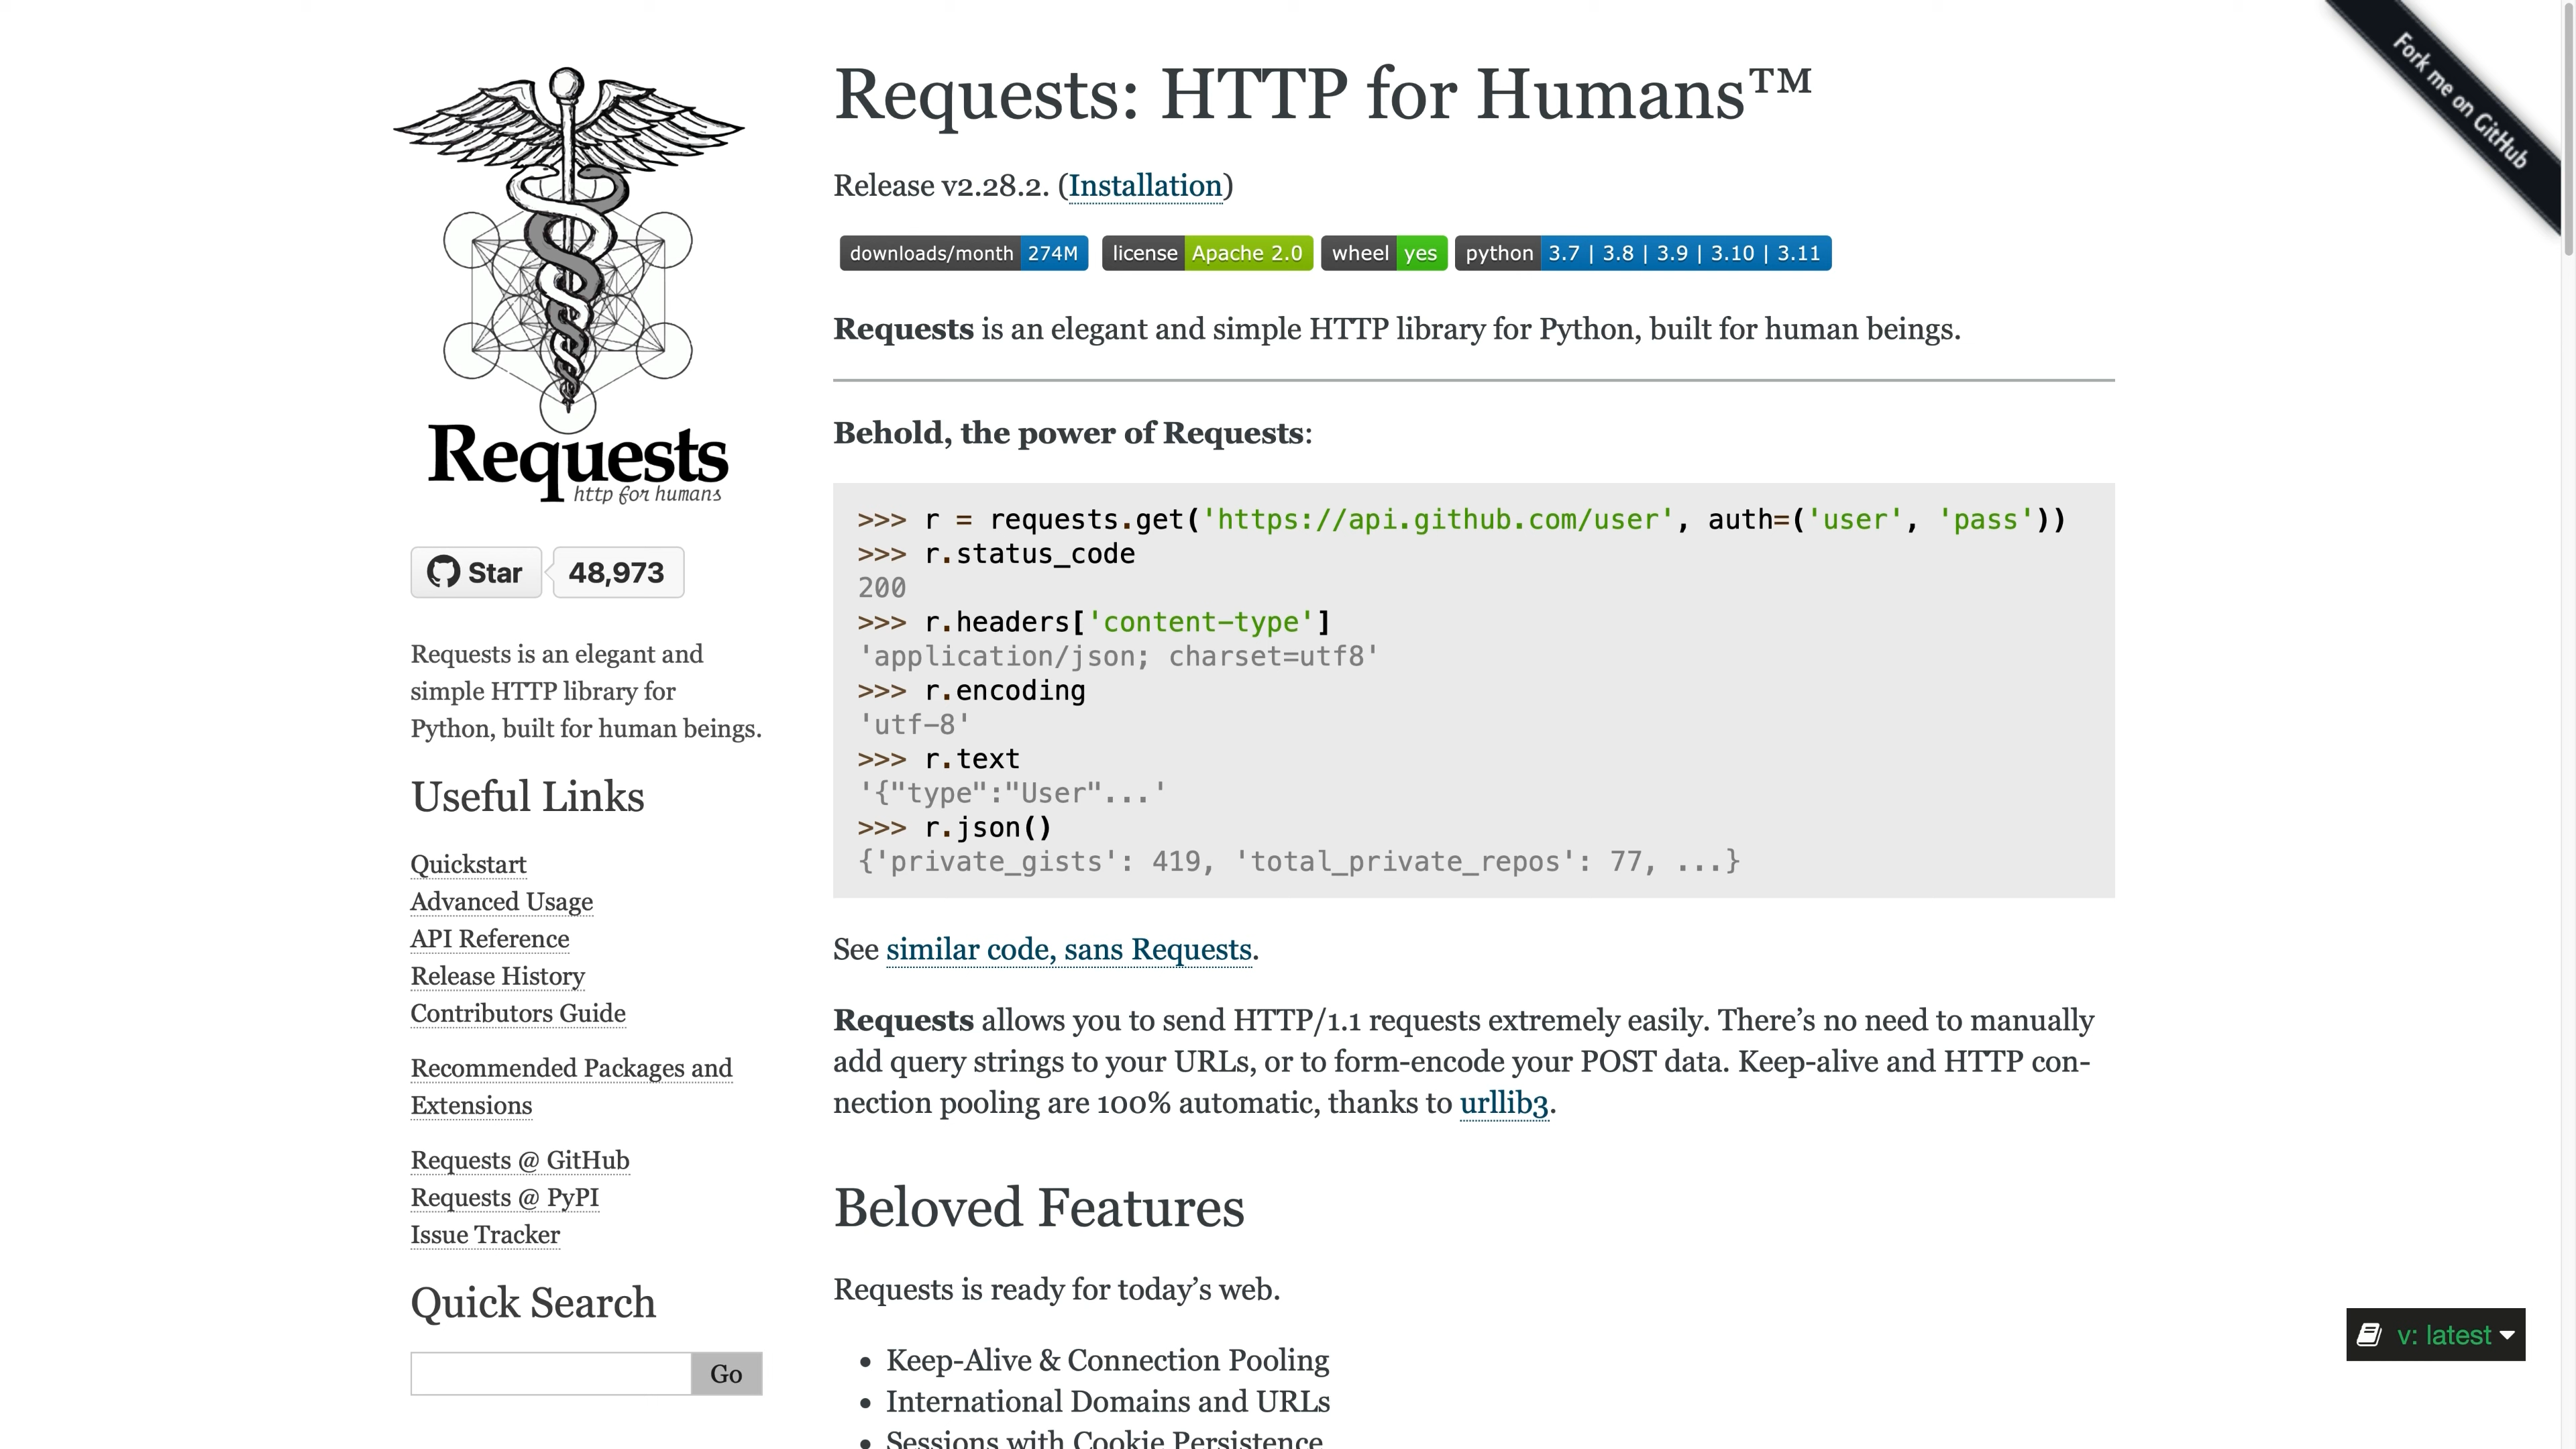 Requests
http for humans
Star 48,973
Requests is an elegant and
simple HTTP library for
Python, built for human beings.
Useful Links
Quickstart
Advanced Usage
API Reference
Release History
Contributors Guide
Recommended Packages and
Extensions
Requests @ GitHub
Requests @ PyPI
Issue Tracker
Quick Search
Go
Requests: HTTP for Humans™
Release v2.28.2. (Installation)
downloads/month 274M license Apache 2.0 wheel yes python 3.7 | 3.8 | 3.9 | 3.10 | 3.11
Requests is an elegant and simple HTTP library for Python, built for human beings.
Behold, the power of Requests:
>>> r = requests.get('https://api.github.com/user', auth=('user', 'pass'))
>>> r.status_code
200
>>> r.headers['content-type']
'application/json; charset=utf8'
>>> r.encoding
'utf-8'
>>> r.text
'{"type":"User"...'
>>> r.json()
{'private_gists': 419, 'total_private_repos': 77, ...}
See similar code, sans Requests.
Requests allows you to send HTTP/1.1 requests extremely easily. There’s no need to manually
add query strings to your URLs, or to form-encode your POST data. Keep-alive and HTTP con-
nection pooling are 100% automatic, thanks to urllib3.
Beloved Features
Requests is ready for today’s web.
• Keep-Alive & Connection Pooling
• International Domains and URLs
• Sessions with Cookie Persistence
Fork me on GitHub
v: latest